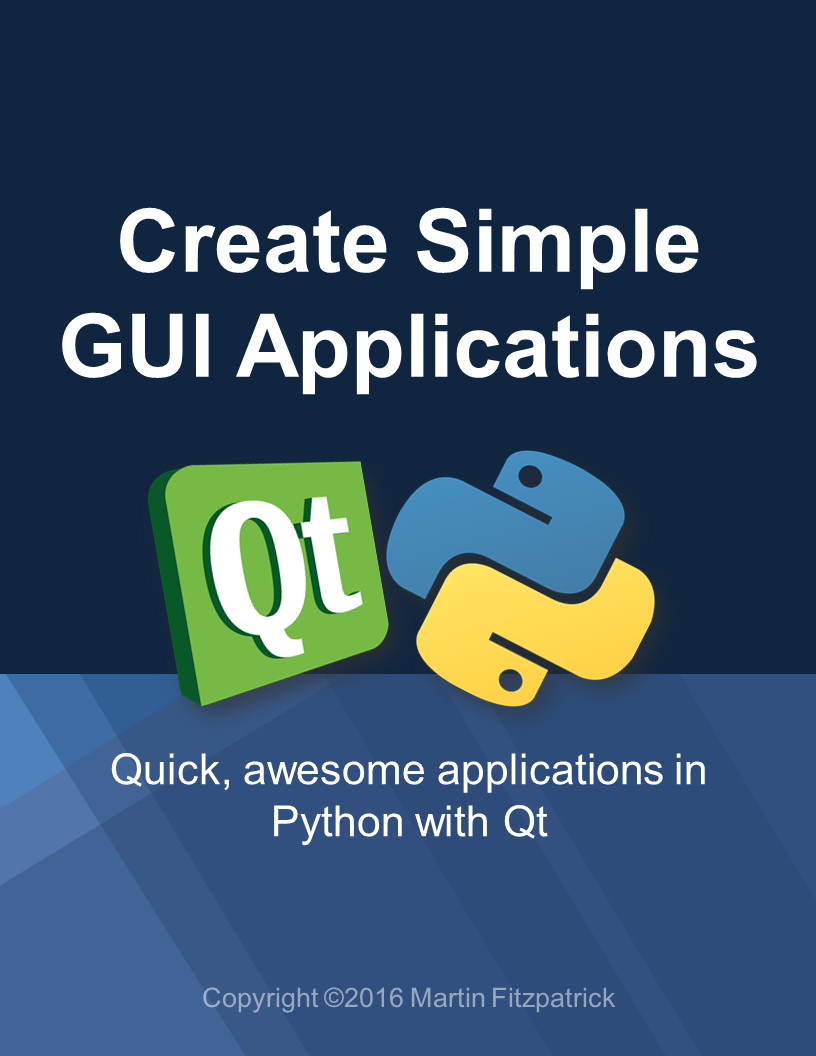 Create Simple
GUI Applications
Qt
Quick, awesome applications in
Python with Qt
Copyright ©2016 Martin Fitzpatrick